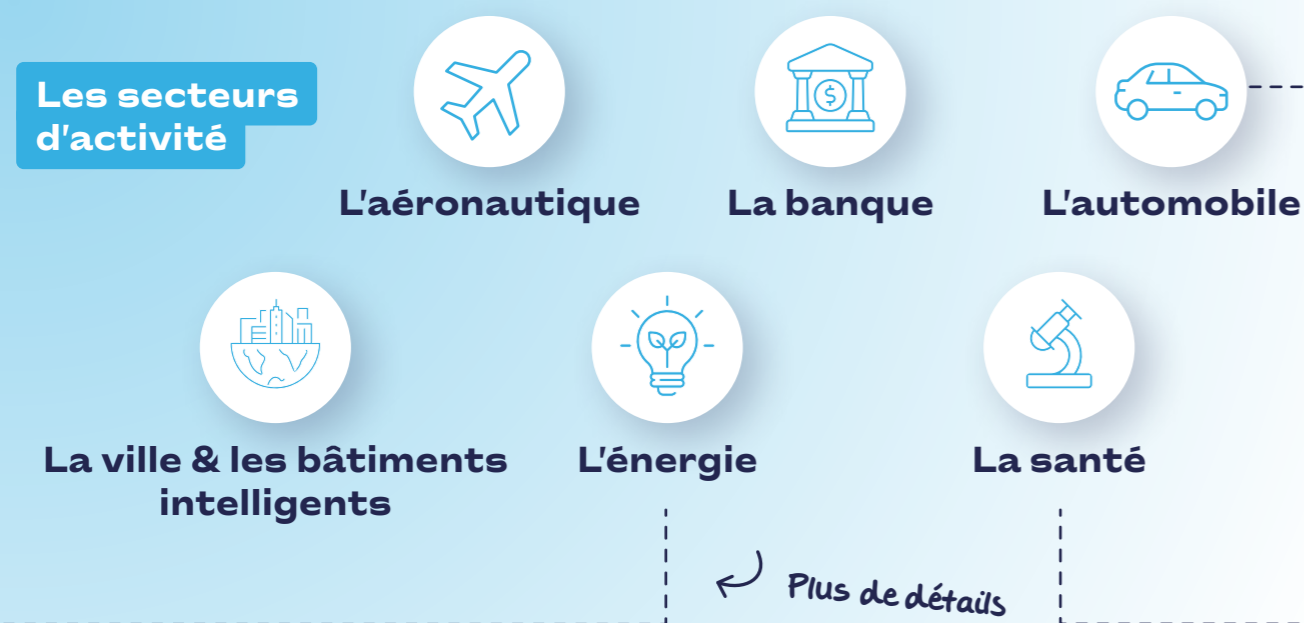 Les secteurs
d'activité
L'aéronautique
La banque
L'automobile
La ville & les bâtiments
intelligents
L'énergie
La santé
Plus de détails